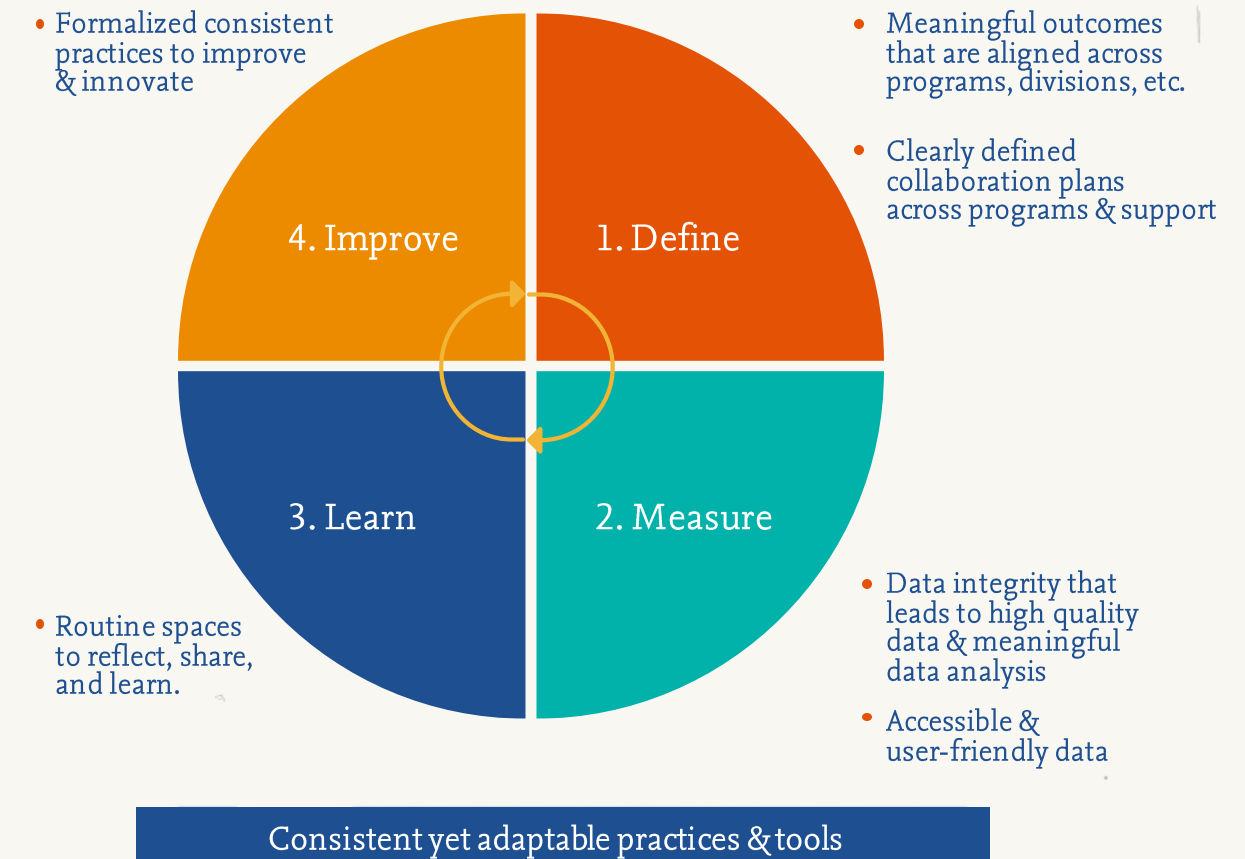 Formalized consistent
practices to improve
& innovate
Meaningful outcomes
that are aligned across
programs, divisions, etc.
Clearly defined
collaboration plans
across programs & support
4. Improve
1. Define
3. Learn
2. Measure
Routine spaces
to reflect, share,
and learn.
Data integrity that
leads to high quality
data & meaningful
data analysis
Accessible &
user-friendly data
Consistent yet adaptable practices & tools